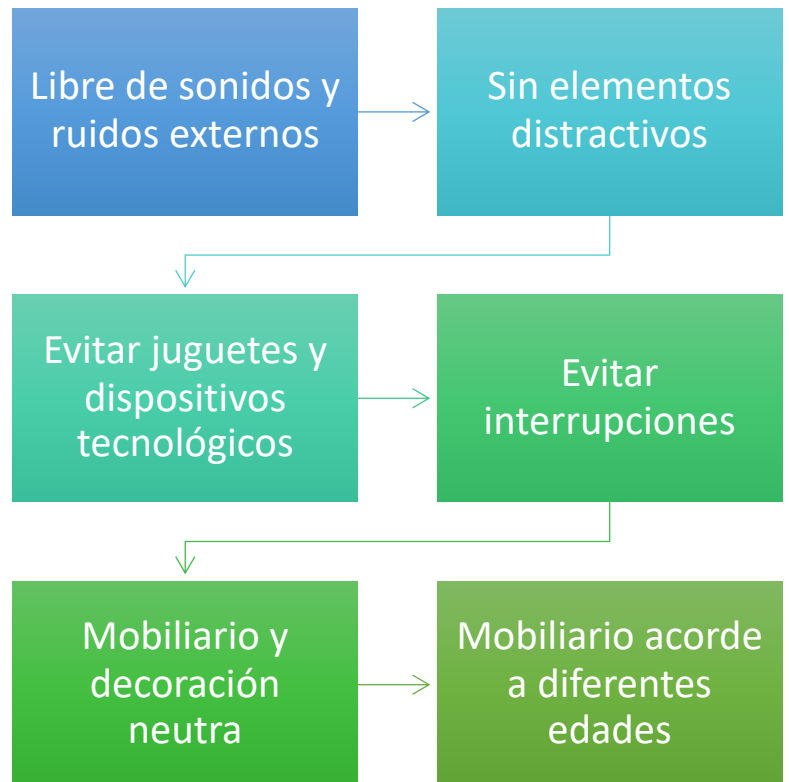 Libre de sonidos y
ruidos externos
Sin elementos
distractivos
Evitar juguetes y
dispositivos
tecnológicos
Evitar
interrupciones
Mobiliario y
decoración
neutra
Mobiliario acorde
a diferentes
edades